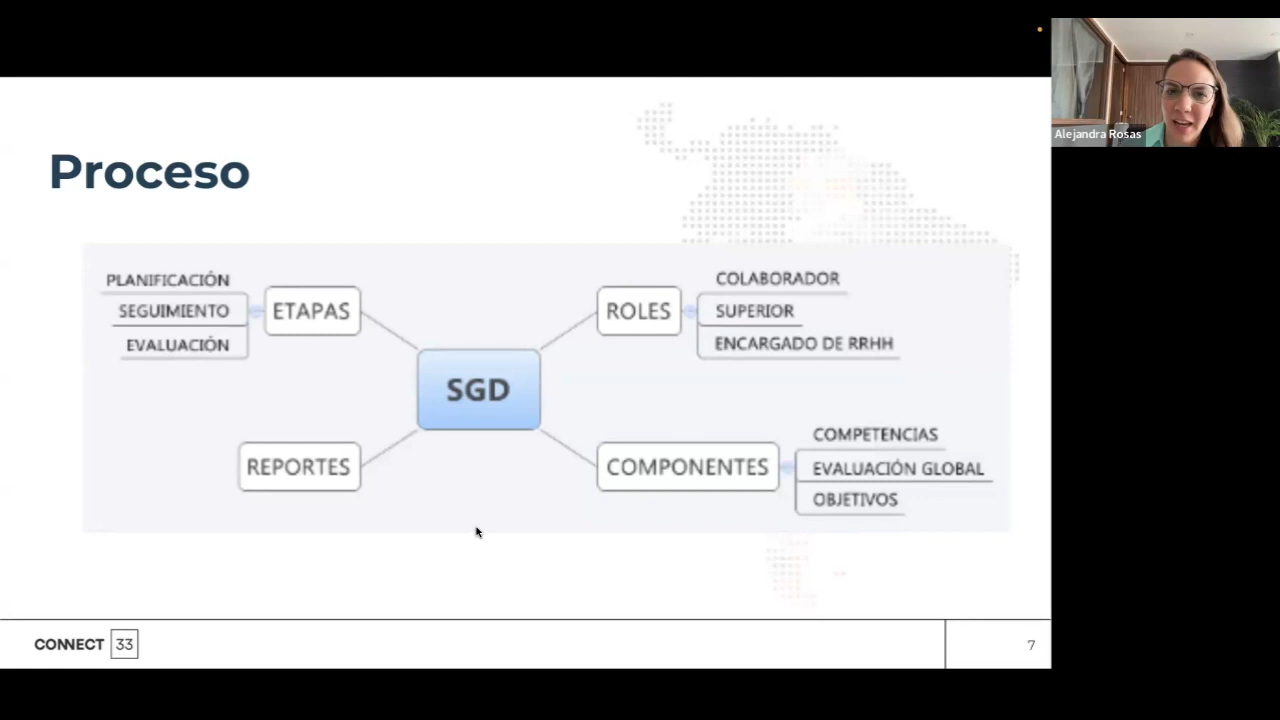 Alejandra Rosas
Proceso
PLANIFICACIÓN
SEGUIMIENTO
EVALUACIÓN
ETAPAS
ROLES
COLABORADOR
SUPERIOR
ENCARGADO DE RRHH
SGD
REPORTES
COMPONENTES
COMPETENCIAS
EVALUACIÓN GLOBAL
OBJETIVOS
CONNECT 33
7